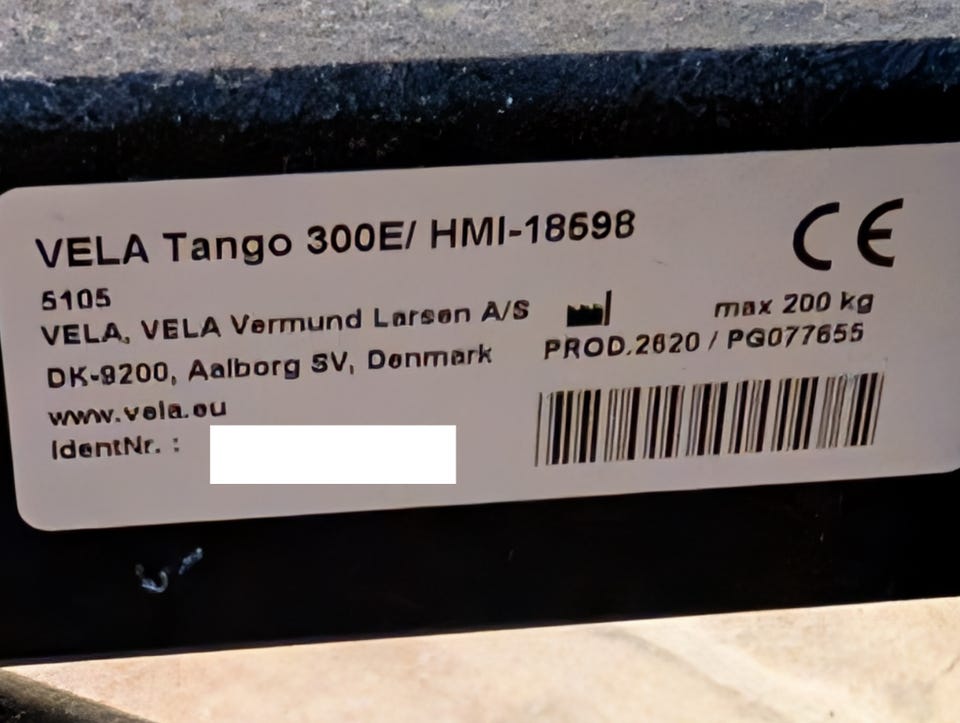 VELA Tango 300E/ HMI-18698
5105
VELA, VELA Vermund Larsen A/S
DK-9200, Aalborg SV, Denmark
www.vela.eu
IdentNr. :
CE
max 200 kg
PROD.2620 / PG077655